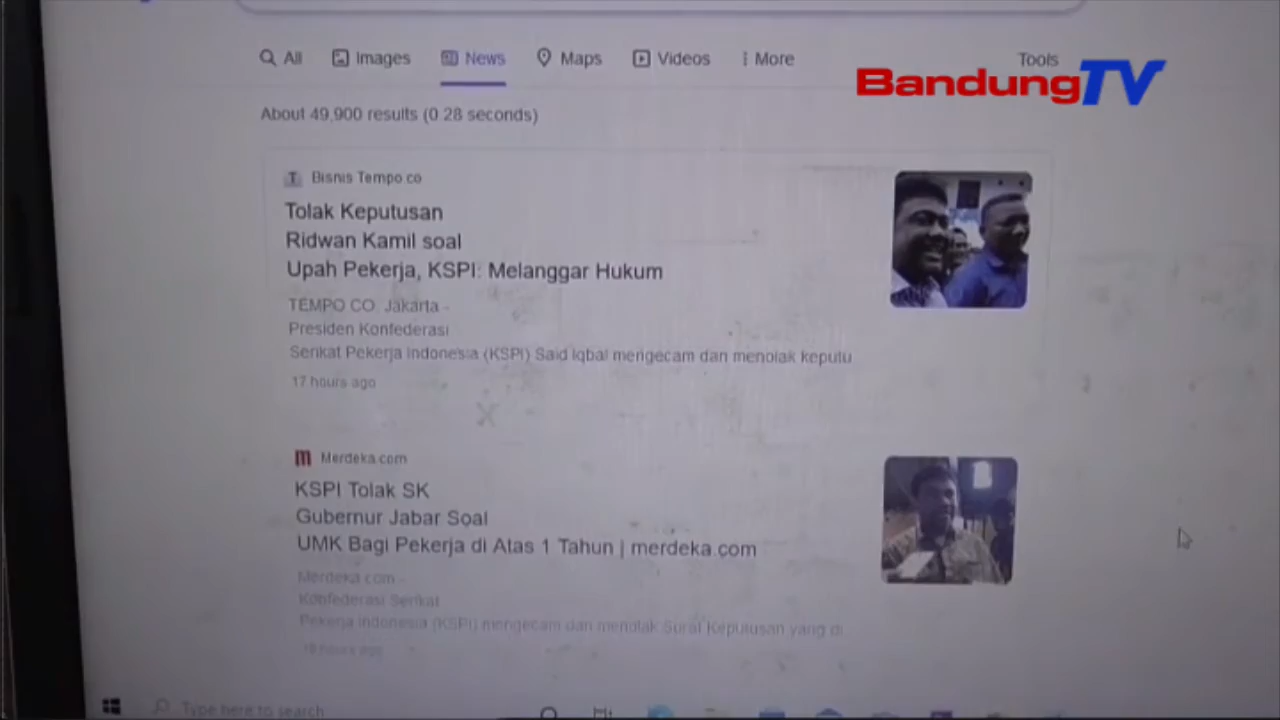 All Images News Maps Videos More Tools
BandungTV
About 49,900 results (0 28 seconds)
Bisnis Tempo co
Tolak Keputusan
Ridwan Kamil soal
Upah Pekerja, KSPI: Melanggar Hukum
TEMPO CO. Jakarta -
Presiden Konfederasi
Serikat Pekerja Indonesia (KSPI) Said Iqbal mengecam dan menolak keputu
17 hours ago
Merdeka.com
KSPI Tolak SK
Gubernur Jabar Soal
UMK Bagi Pekerja di Atas 1 Tahun | merdeka.com
Merdeka com -
Konfederasi Serikat
Pekerja Indonesia (KSPI) mengecam dan menolak Surat Keputusan yang di
hours ago
Type here to search